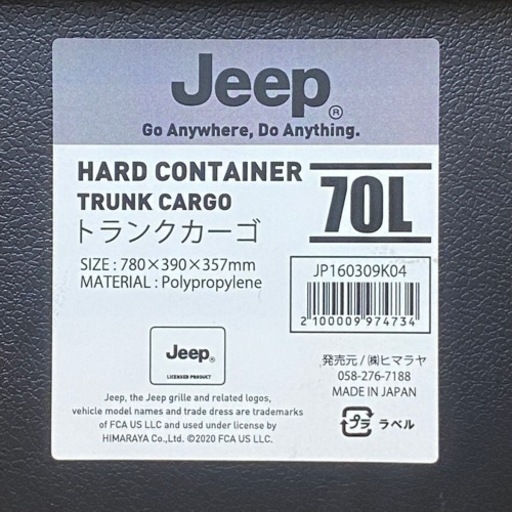 Jeep®
Go Anywhere, Do Anything.
HARD CONTAINER
TRUNK CARGO
トランクカーゴ
70L
SIZE : 780×390×357mm
MATERIAL : Polypropylene
JP160309K04
2100009974734
Jeep®
LICENSED PRODUCT
発売元 / ㈱ヒマラヤ
058-276-7188
MADE IN JAPAN
Jeep, the Jeep grille and related logos,
vehicle model names and trade dress are trademarks
of FCA US LLC and used under license by
HIMARAYA Co.,Ltd. ©2020 FCA US LLC.
プラ ラベル